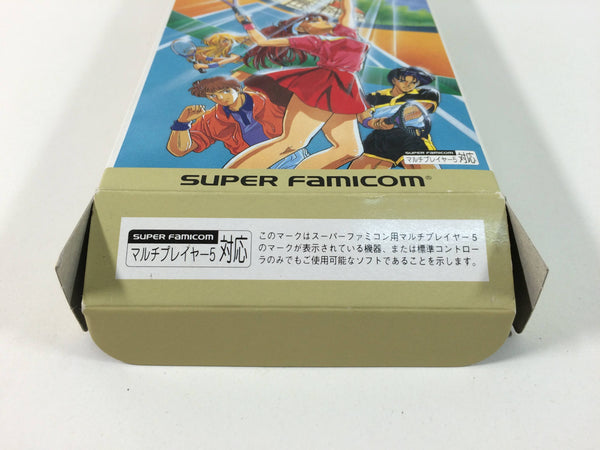 SUPER FAMICOM
マルチプレイヤー5 対応
SUPER FAMICOM®
SUPER FAMICOM
マルチプレイヤー5 対応
このマークはスーパーファミコン用マルチプレイヤー5
のマークが表示されている機器、または標準コントロー
ラのみでもご使用可能なソフトであることを示します。